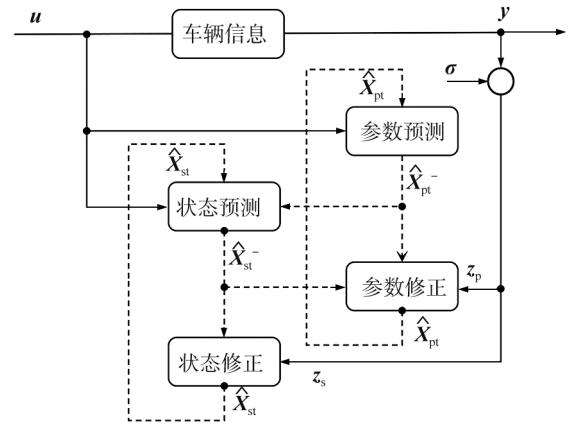 u
车辆信息
y
σ
X̂pt
参数预测
X̂st
X̂pt⁻
状态预测
X̂st⁻
zp
参数修正
X̂pt
状态修正
zs
X̂st